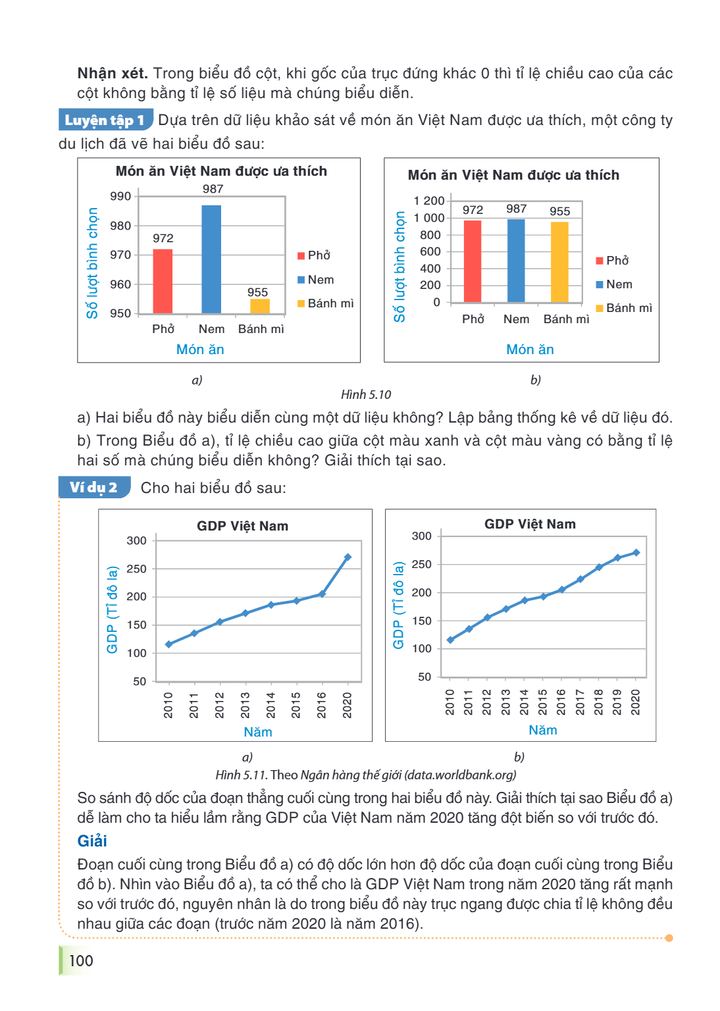 Nhận xét. Trong biểu đồ cột, khi gốc của trục đứng khác 0 thì tỉ lệ chiều cao của các
cột không bằng tỉ lệ số liệu mà chúng biểu diễn.
Luyện tập 1 Dựa trên dữ liệu khảo sát về món ăn Việt Nam được ưa thích, một công ty
du lịch đã vẽ hai biểu đồ sau:
Món ăn Việt Nam được ưa thích
990
980
970
960
950
Số lượt bình chọn
972
987
955
Phở
Nem
Bánh mì
Phở Nem Bánh mì
Món ăn
a)
Món ăn Việt Nam được ưa thích
1 200
1 000
800
600
400
200
0
Số lượt bình chọn
972 987 955
Phở
Nem
Bánh mì
Phở Nem Bánh mì
Món ăn
b)
Hình 5.10
a) Hai biểu đồ này biểu diễn cùng một dữ liệu không? Lập bảng thống kê về dữ liệu đó.
b) Trong Biểu đồ a), tỉ lệ chiều cao giữa cột màu xanh và cột màu vàng có bằng tỉ lệ
hai số mà chúng biểu diễn không? Giải thích tại sao.
Ví dụ 2 Cho hai biểu đồ sau:
GDP Việt Nam
300
250
200
150
100
50
GDP (Tỉ đô la)
2010 2011 2012 2013 2014 2015 2016 2020
Năm
a)
GDP Việt Nam
300
250
200
150
100
50
GDP (Tỉ đô la)
2010 2011 2012 2013 2014 2015 2016 2017 2018 2019 2020
Năm
b)
Hình 5.11. Theo Ngân hàng thế giới (data.worldbank.org)
So sánh độ dốc của đoạn thẳng cuối cùng trong hai biểu đồ này. Giải thích tại sao Biểu đồ a)
dễ làm cho ta hiểu lầm rằng GDP của Việt Nam năm 2020 tăng đột biến so với trước đó.
Giải
Đoạn cuối cùng trong Biểu đồ a) có độ dốc lớn hơn độ dốc của đoạn cuối cùng trong Biểu
đồ b). Nhìn vào Biểu đồ a), ta có thể cho là GDP Việt Nam trong năm 2020 tăng rất mạnh
so với trước đó, nguyên nhân là do trong biểu đồ này trục ngang được chia tỉ lệ không đều
nhau giữa các đoạn (trước năm 2020 là năm 2016).
100